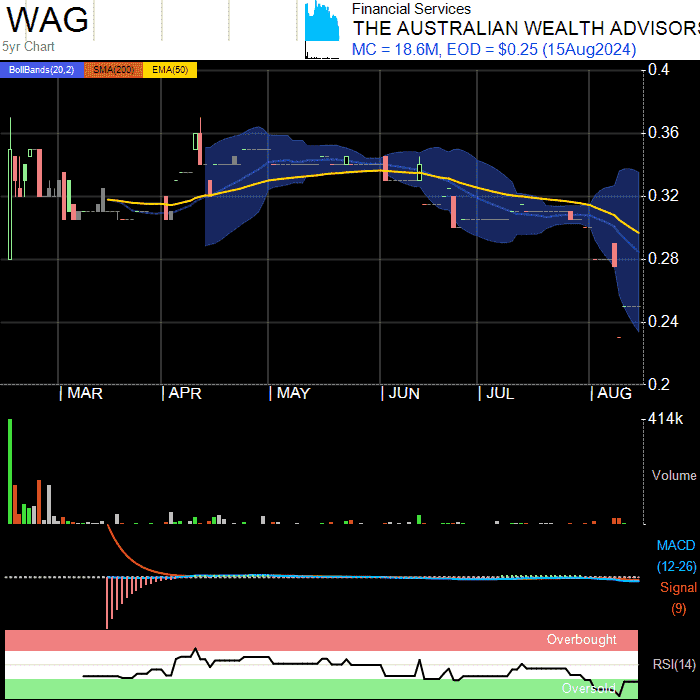 WAG
5yr Chart
Financial Services
THE AUSTRALIAN WEALTH ADVISORS
MC = 18.6M, EOD = $0.25 (15Aug2024)
BollBands(20,2) SMA(200) EMA(50)
0.4
0.36
0.32
0.28
0.24
0.2
MAR APR MAY JUN JUL AUG
414k
Volume
MACD
(12-26)
Signal
(9)
Overbought
RSI(14)
Oversold